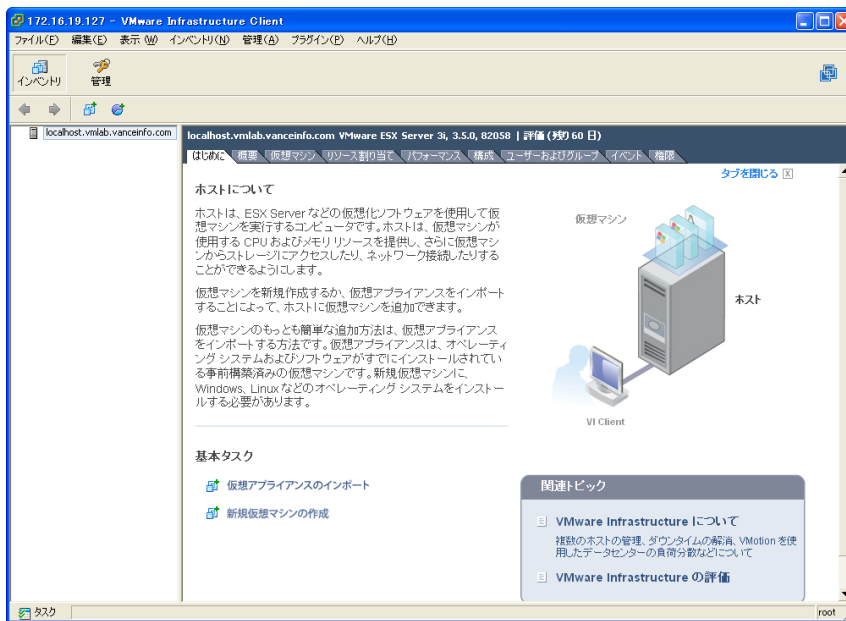 172.16.19.127 - VMware Infrastructure Client
ファイル(F) 編集(E) 表示(W) インベントリ(N) 管理(A) プラグイン(P) ヘルプ(H)
インベントリ 管理
localhost.vmlab.vanceinfo.com
localhost.vmlab.vanceinfo.com VMware ESX Server 3i, 3.5.0, 82058 | 評価 (残り 60 日)
はじめに 概要 仮想マシン リソース割り当て パフォーマンス 構成 ユーザーおよびグループ イベント 権限
タブを閉じる
ホストについて
ホストは、ESX Server などの仮想化ソフトウェアを使用して仮
想マシンを実行するコンピュータです。ホストは、仮想マシンが
使用する CPU およびメモリ リソースを提供し、さらに仮想マシ
ンからストレージにアクセスしたり、ネットワーク接続したりする
ことができるようにします。
仮想マシンを新規作成するか、仮想アプライアンスをインポート
することによって、ホストに仮想マシンを追加できます。
仮想マシンのもっとも簡単な追加方法は、仮想アプライアンス
をインポートする方法です。仮想アプライアンスは、オペレーティ
ング システムおよびソフトウェアがすでにインストールされてい
る事前構築済みの仮想マシンです。新規仮想マシンに、
Windows、Linux などのオペレーティング システムをインストー
ルする必要があります。
仮想マシン
ホスト
VI Client
基本タスク
仮想アプライアンスのインポート
新規仮想マシンの作成
関連トピック
VMware Infrastructure について
複数のホストの管理、ダウンタイムの解消、VMotion を使
用したデータセンターの負荷分散などについて
VMware Infrastructure の評価
タスク
root